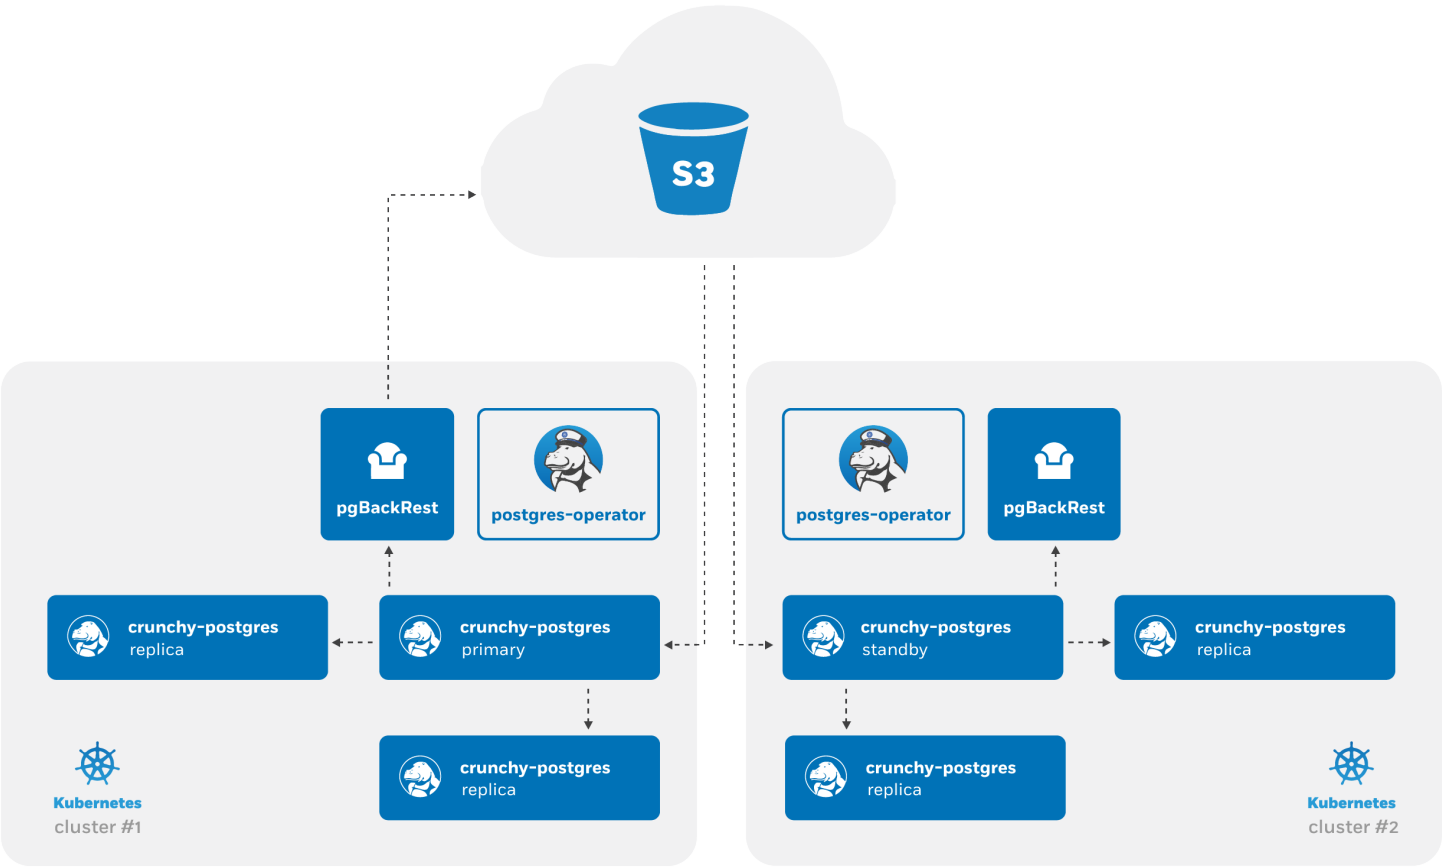 S3
pgBackRest
postgres-operator
crunchy-postgres
replica
crunchy-postgres
primary
crunchy-postgres
replica
Kubernetes
cluster #1
postgres-operator
pgBackRest
crunchy-postgres
standby
crunchy-postgres
replica
crunchy-postgres
replica
Kubernetes
cluster #2